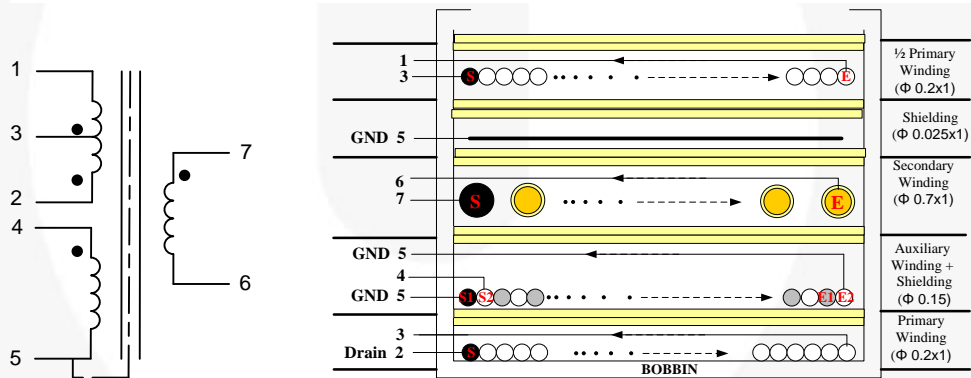 1
3
2
4
5
7
6
1
3
S
E
½ Primary
Winding
(Φ 0.2x1)
GND 5
Shielding
(Φ 0.025x1)
6
7
S
E
Secondary
Winding
(Φ 0.7x1)
GND 5
4
GND 5
S1
S2
E1
E2
Auxiliary
Winding +
Shielding
(Φ 0.15)
3
Drain 2
S
BOBBIN
Primary
Winding
(Φ 0.2x1)